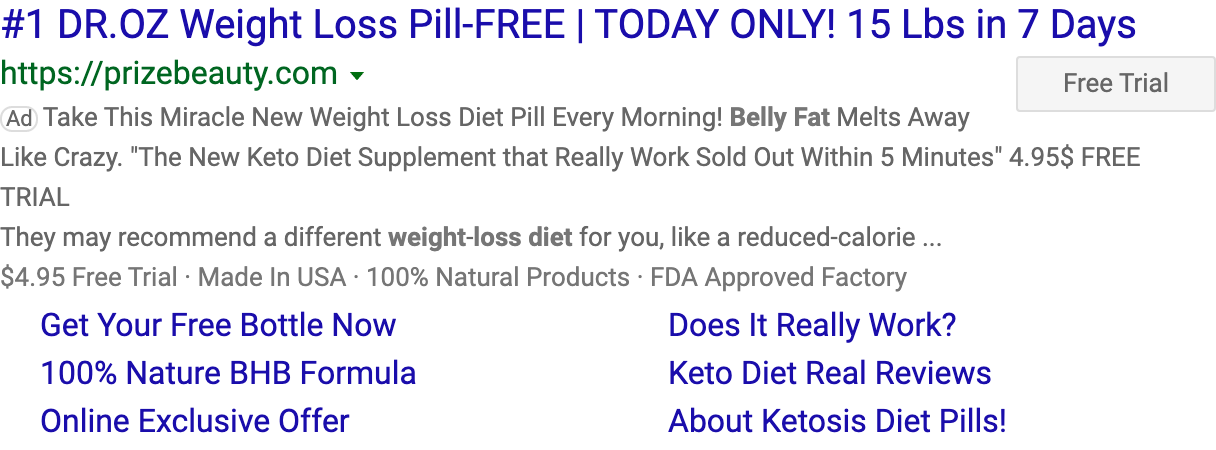 #1 DR.OZ Weight Loss Pill-FREE | TODAY ONLY! 15 Lbs in 7 Days
https://prizebeauty.com
Free Trial
Ad Take This Miracle New Weight Loss Diet Pill Every Morning! Belly Fat Melts Away
Like Crazy. "The New Keto Diet Supplement that Really Work Sold Out Within 5 Minutes" 4.95$ FREE
TRIAL
They may recommend a different weight-loss diet for you, like a reduced-calorie ...
$4.95 Free Trial · Made In USA · 100% Natural Products · FDA Approved Factory
Get Your Free Bottle Now
Does It Really Work?
100% Nature BHB Formula
Keto Diet Real Reviews
Online Exclusive Offer
About Ketosis Diet Pills!